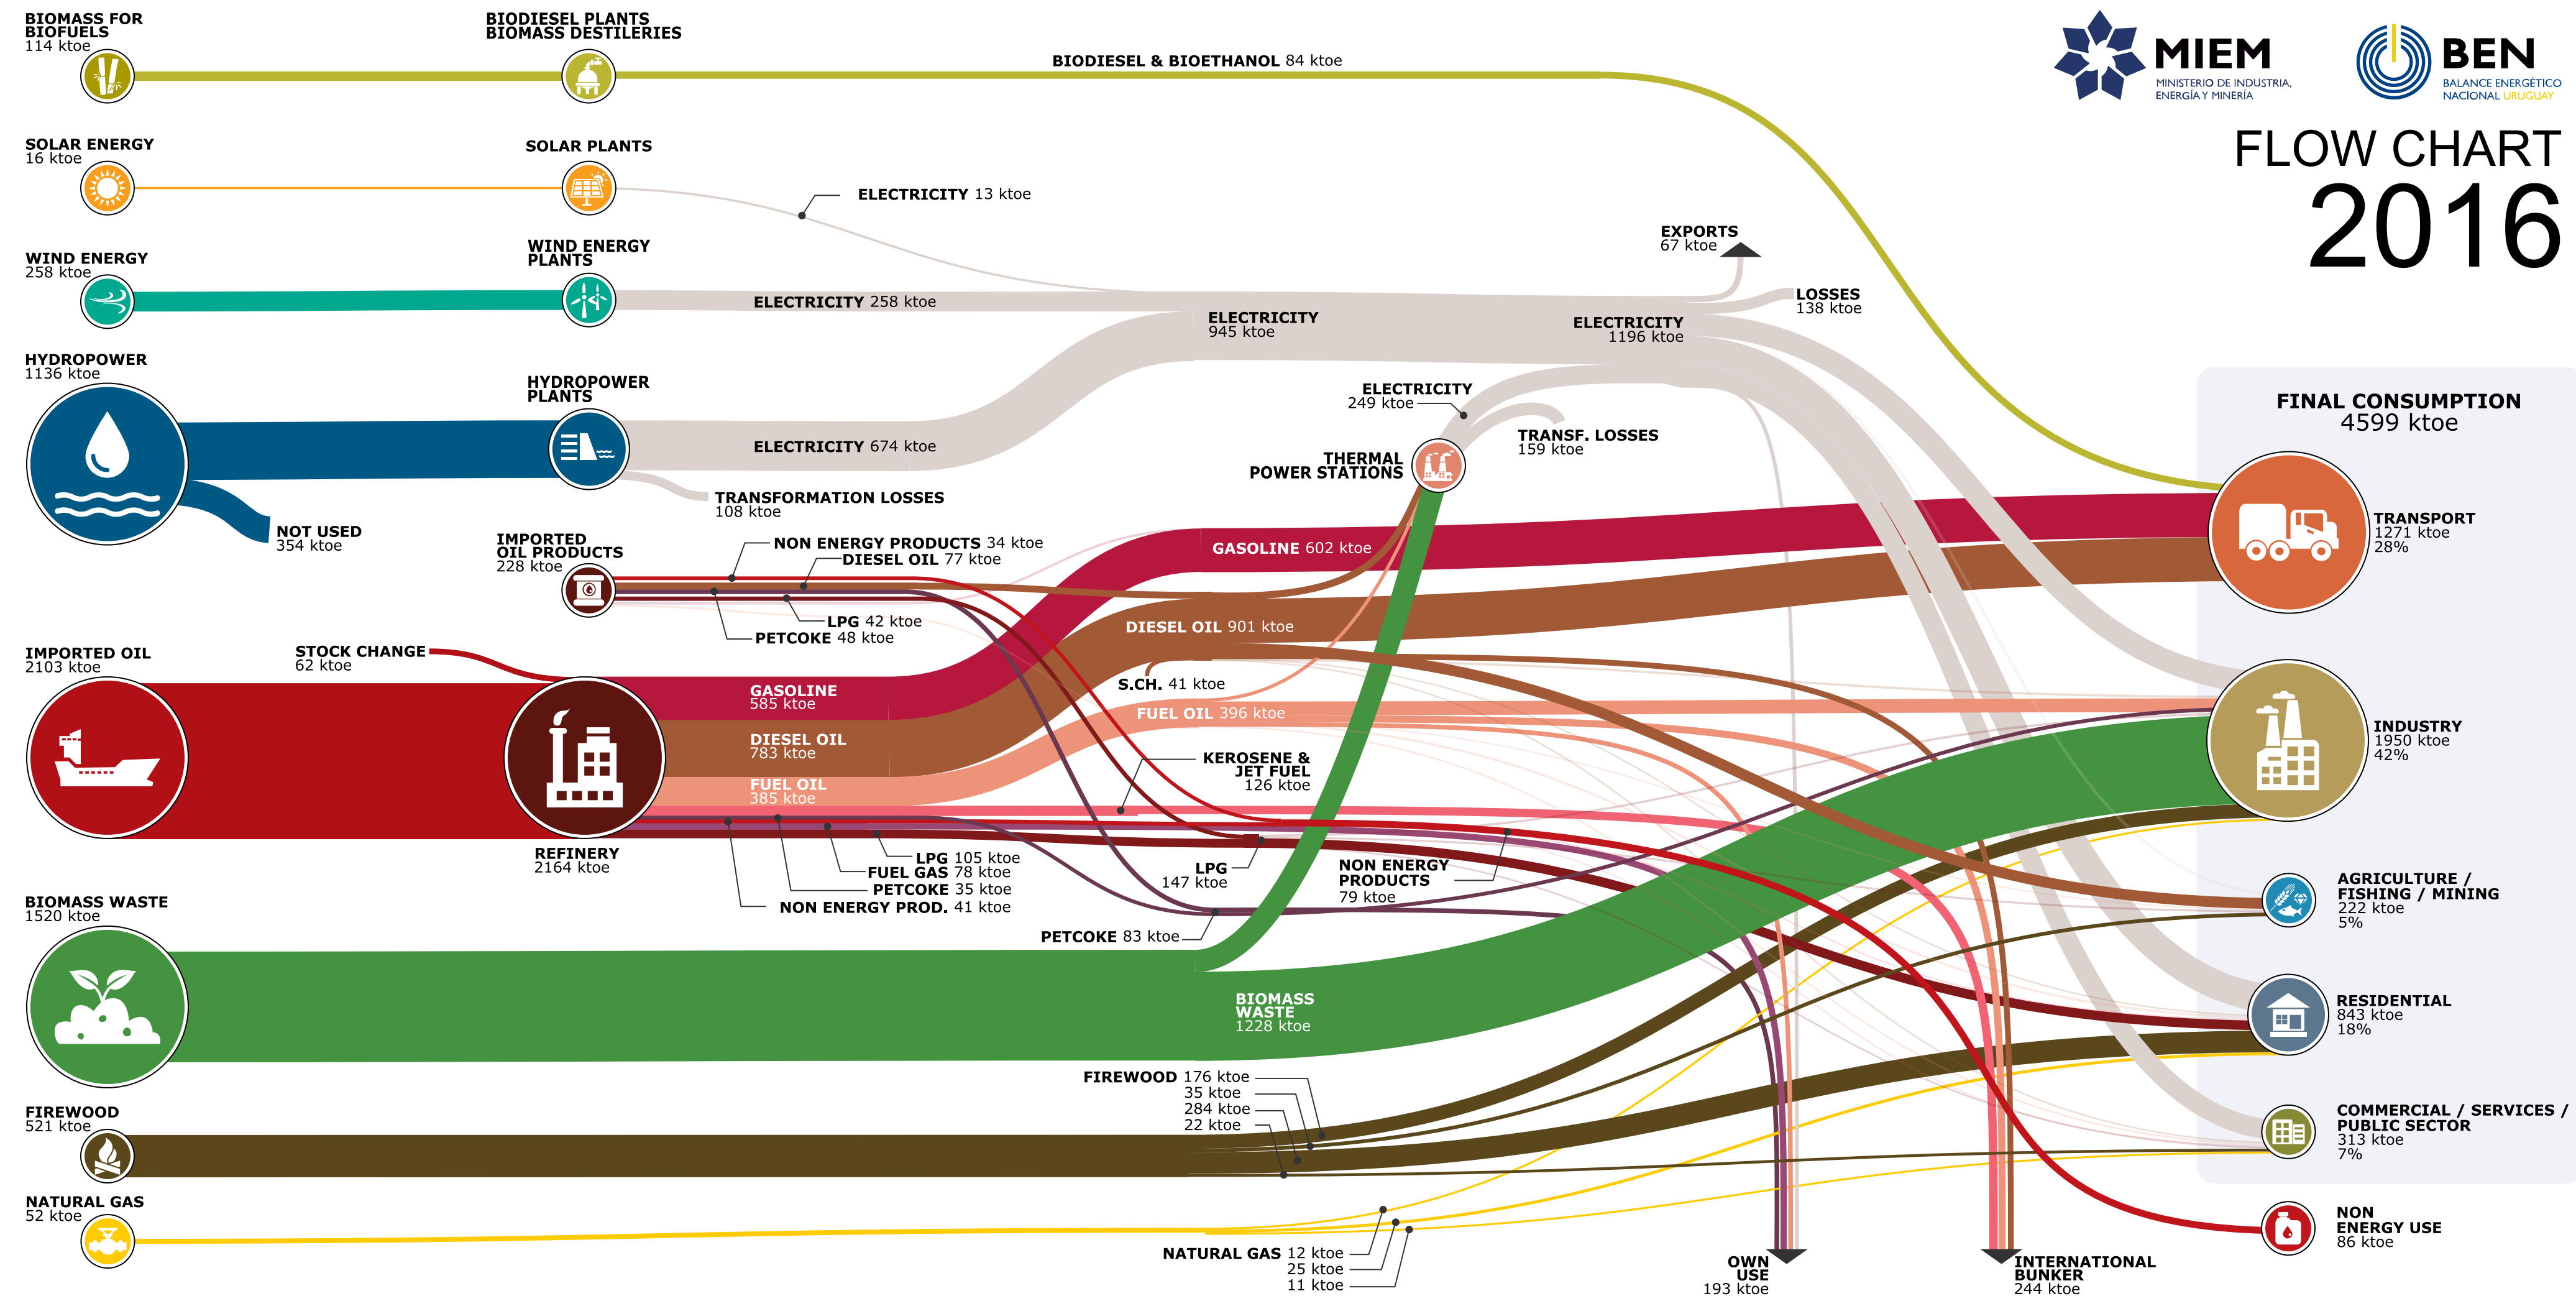 BIOMASS FOR
BIOFUELS
114 ktoe
BIODIESEL PLANTS
BIOMASS DESTILERIES
BIODIESEL & BIOETHANOL 84 ktoe
MIEM
MINISTERIO DE INDUSTRIA,
ENERGÍA Y MINERÍA
BEN
BALANCE ENERGÉTICO
NACIONAL URUGUAY
FLOW CHART
2016
SOLAR ENERGY
16 ktoe
SOLAR PLANTS
ELECTRICITY 13 ktoe
WIND ENERGY
258 ktoe
WIND ENERGY
PLANTS
ELECTRICITY 258 ktoe
EXPORTS
67 ktoe
LOSSES
138 ktoe
ELECTRICITY
945 ktoe
ELECTRICITY
1196 ktoe
HYDROPOWER
1136 ktoe
HYDROPOWER
PLANTS
ELECTRICITY 674 ktoe
TRANSFORMATION LOSSES
108 ktoe
NOT USED
354 ktoe
ELECTRICITY
249 ktoe
TRANSF. LOSSES
159 ktoe
THERMAL
POWER STATIONS
FINAL CONSUMPTION
4599 ktoe
TRANSPORT
1271 ktoe
28%
IMPORTED
OIL PRODUCTS
228 ktoe
NON ENERGY PRODUCTS 34 ktoe
DIESEL OIL 77 ktoe
LPG 42 ktoe
PETCOKE 48 ktoe
GASOLINE 602 ktoe
DIESEL OIL 901 ktoe
S.CH. 41 ktoe
FUEL OIL 396 ktoe
IMPORTED OIL
2103 ktoe
STOCK CHANGE
62 ktoe
GASOLINE
585 ktoe
DIESEL OIL
783 ktoe
FUEL OIL
385 ktoe
REFINERY
2164 ktoe
KEROSENE &
JET FUEL
126 ktoe
LPG 105 ktoe
FUEL GAS 78 ktoe
PETCOKE 35 ktoe
NON ENERGY PROD. 41 ktoe
LPG
147 ktoe
NON ENERGY
PRODUCTS
79 ktoe
PETCOKE 83 ktoe
INDUSTRY
1950 ktoe
42%
AGRICULTURE /
FISHING / MINING
222 ktoe
5%
BIOMASS WASTE
1520 ktoe
BIOMASS
WASTE
1228 ktoe
RESIDENTIAL
843 ktoe
18%
FIREWOOD
521 ktoe
FIREWOOD 176 ktoe
35 ktoe
284 ktoe
22 ktoe
COMMERCIAL / SERVICES /
PUBLIC SECTOR
313 ktoe
7%
NATURAL GAS
52 ktoe
NATURAL GAS 12 ktoe
25 ktoe
11 ktoe
OWN
USE
193 ktoe
INTERNATIONAL
BUNKER
244 ktoe
NON
ENERGY USE
86 ktoe